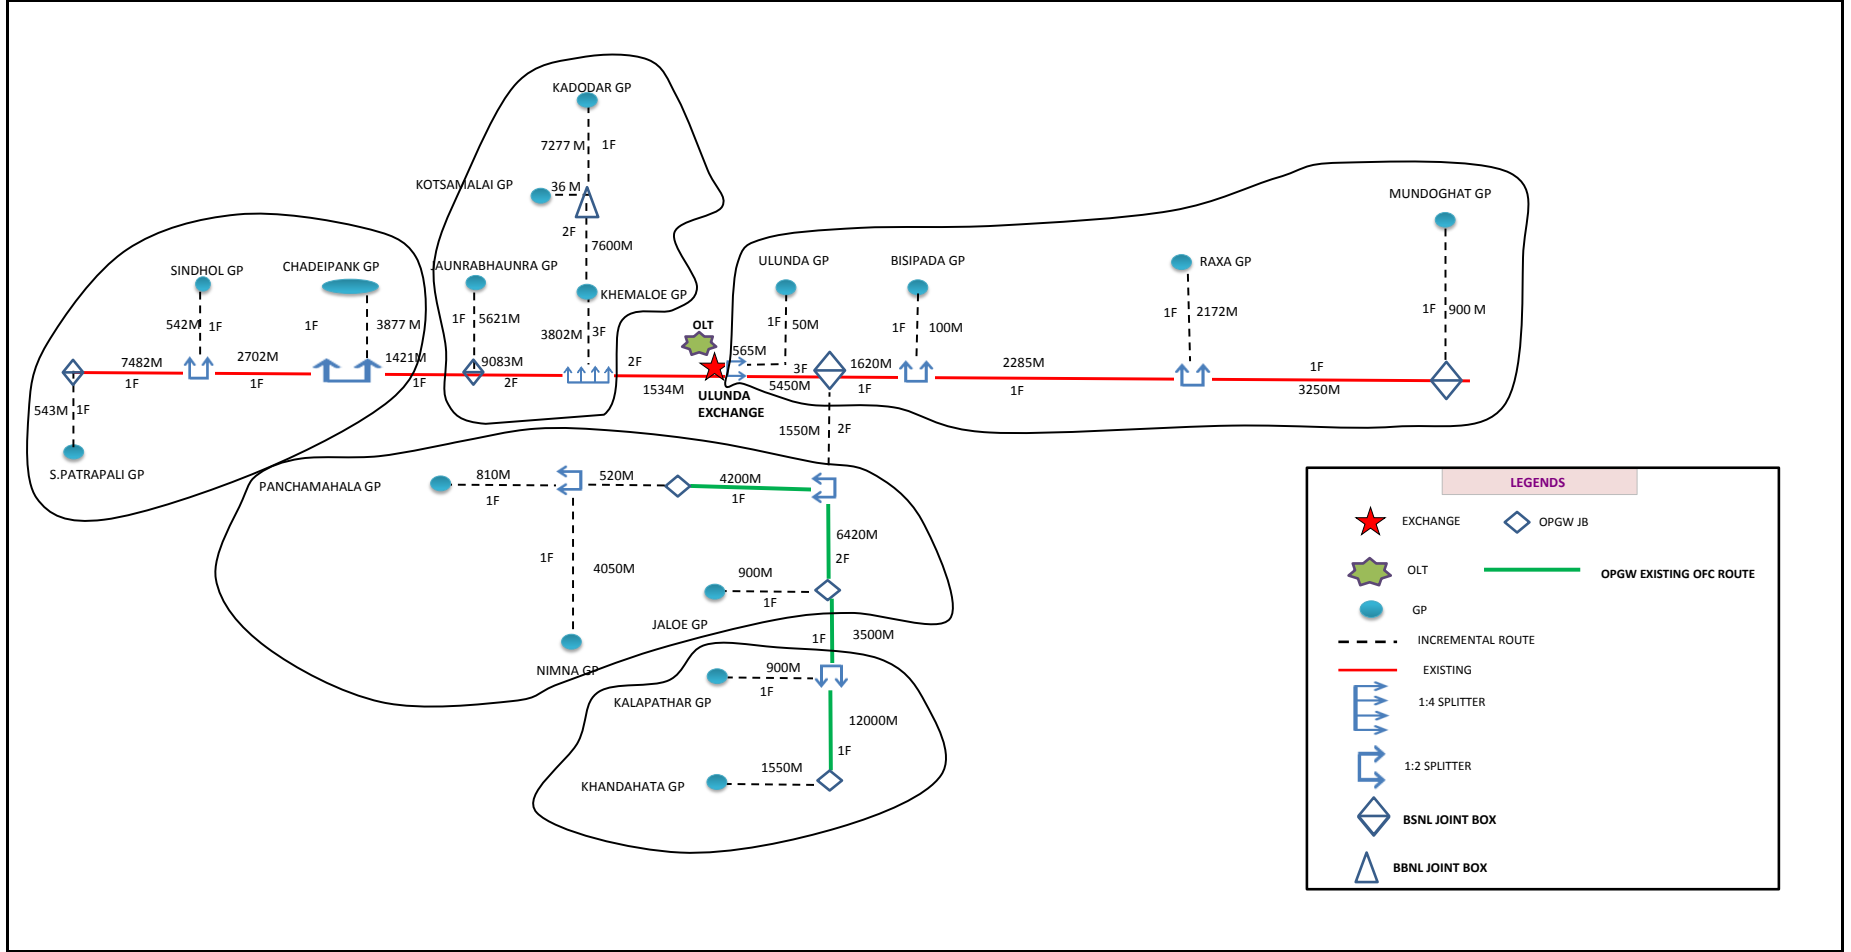 KADODAR GP
7277 M
1F
KOTSAMALAI GP
36 M
2F
7600M
MUNDOGHAT GP
1F
900 M
SINDHOL GP
CHADEIPANK GP
JAUNRABHAUNRA GP
KHEMALOE GP
ULUNDA GP
BISIPADA GP
RAXA GP
542M
1F
1F
3877 M
1F
5621M
3802M
3F
OLT
1F
50M
1F
100M
1F
2172M
7482M
1F
2702M
1F
1421M
1F
9083M
2F
2F
1534M
565M
3F
5450M
1620M
1F
2285M
1F
1F
3250M
ULUNDA
EXCHANGE
543M
1F
S.PATRAPALI GP
1550M
2F
PANCHAMAHALA GP
810M
1F
520M
4200M
1F
6420M
2F
1F
4050M
900M
1F
JALOE GP
NIMNA GP
1F
3500M
900M
1F
KALAPATHAR GP
12000M
1F
1550M
KHANDAHATA GP
LEGENDS
EXCHANGE
OPGW JB
OLT
OPGW EXISTING OFC ROUTE
GP
INCREMENTAL ROUTE
EXISTING
1:4 SPLITTER
1:2 SPLITTER
BSNL JOINT BOX
BBNL JOINT BOX